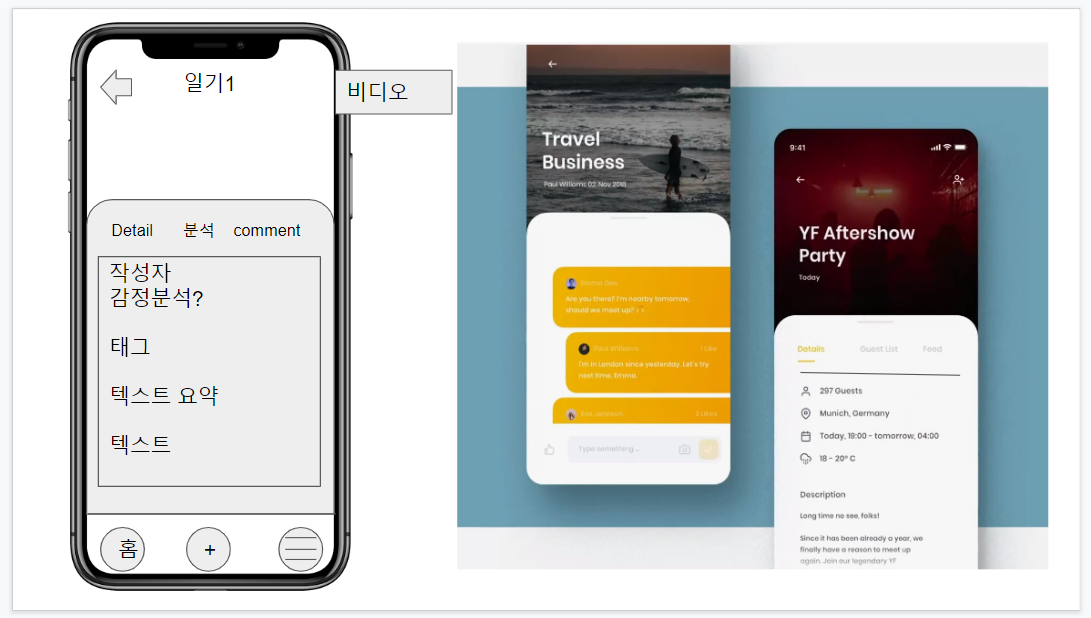 일기1
비디오
Detail 분석 comment
작성자
감정분석?
태그
텍스트 요약
텍스트
홈 +
Travel
Business
Paul Williams 02. Nov 2018
Emma Dew
Are you there? I'm nearby tomorrow,
should we meet up?
Paul Williams 1 Like
I'm in London since yesterday. Let's try
next time, Emma.
2 Likes
Type something...
9:41
YF Aftershow
Party
Today
Details Guest List Feed
297 Guests
Munich, Germany
Today, 19:00 - tomorrow, 04:00
18 - 20° C
Description
Long time no see, folks!
Since it has been already a year, we
finally have a reason to meet up
again. Join our legendary YF